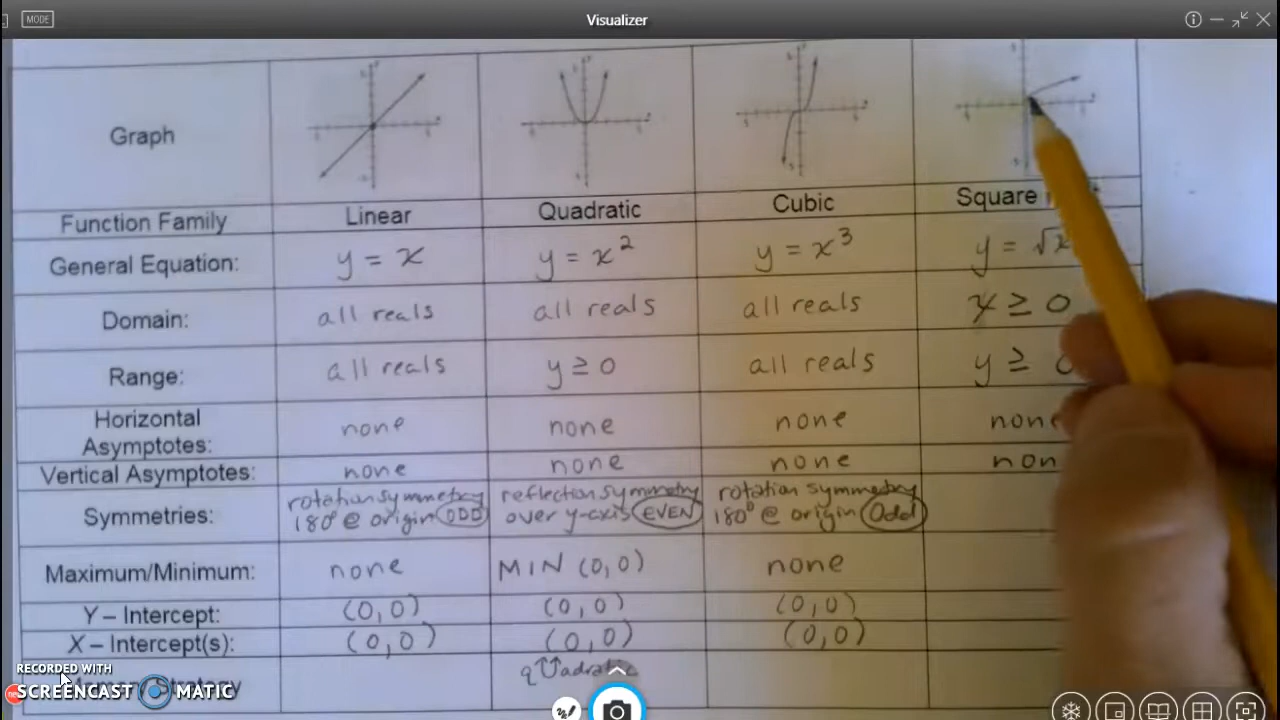 MODE
Visualizer
Graph
Function Family Linear Quadratic Cubic Square
General Equation: y = x y = x² y = x³ y = √x
Domain: all reals all reals all reals x ≥ 0
Range: all reals y ≥ 0 all reals y ≥ 0
Horizontal
Asymptotes: none none none none
Vertical Asymptotes: none none none non
Symmetries: rotation symmetry
180° @ origin ODD reflection symmetry
over y-axis EVEN rotation symmetry
180° @ origin Odd
Maximum/Minimum: none MIN (0,0) none
Y – Intercept: (0,0) (0,0) (0,0)
X – Intercept(s): (0,0) (0,0) (0,0)
RECORDED WITH
SCREENCAST MATIC